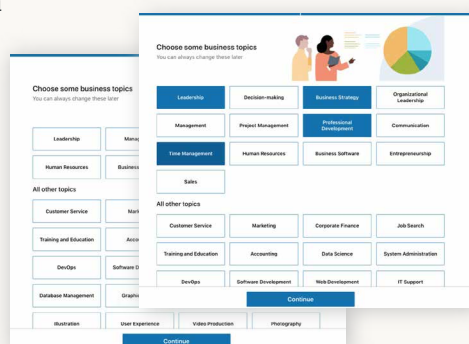 Choose some business topics
You can always change these later
Leadership
Human Resources
All other topics
Customer Service
Training and Education
DevOps
Database Management
Illustration
User Experience
Video Production
Photography
Continue
Choose some business topics
You can always change these later
Leadership
Decision-making
Business Strategy
Organizational
Leadership
Management
Project Management
Professional
Development
Communication
Time Management
Human Resources
Business Software
Entrepreneurship
Sales
All other topics
Customer Service
Marketing
Corporate Finance
Job Search
Training and Education
Accounting
Data Science
System Administration
DevOps
Software Development
Web Development
IT Support
Continue